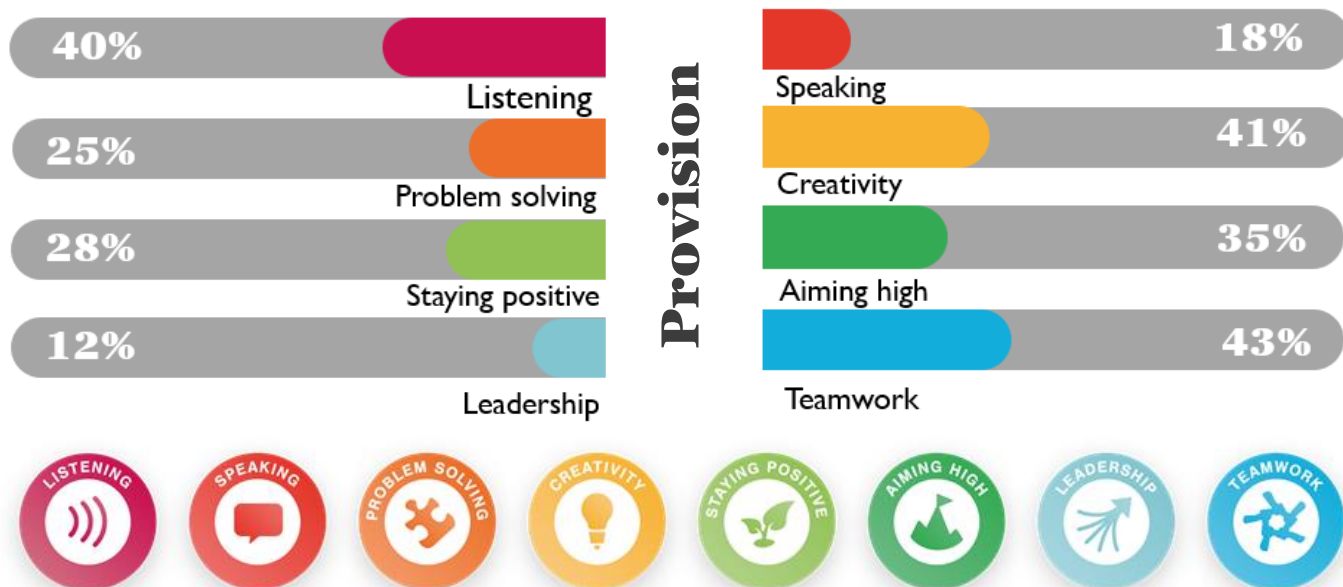 40%
Listening
25%
Problem solving
28%
Staying positive
12%
Leadership
Provision
18%
Speaking
41%
Creativity
35%
Aiming high
43%
Teamwork
LISTENING
SPEAKING
PROBLEM SOLVING
CREATIVITY
STAYING POSITIVE
AIMING HIGH
LEADERSHIP
TEAMWORK